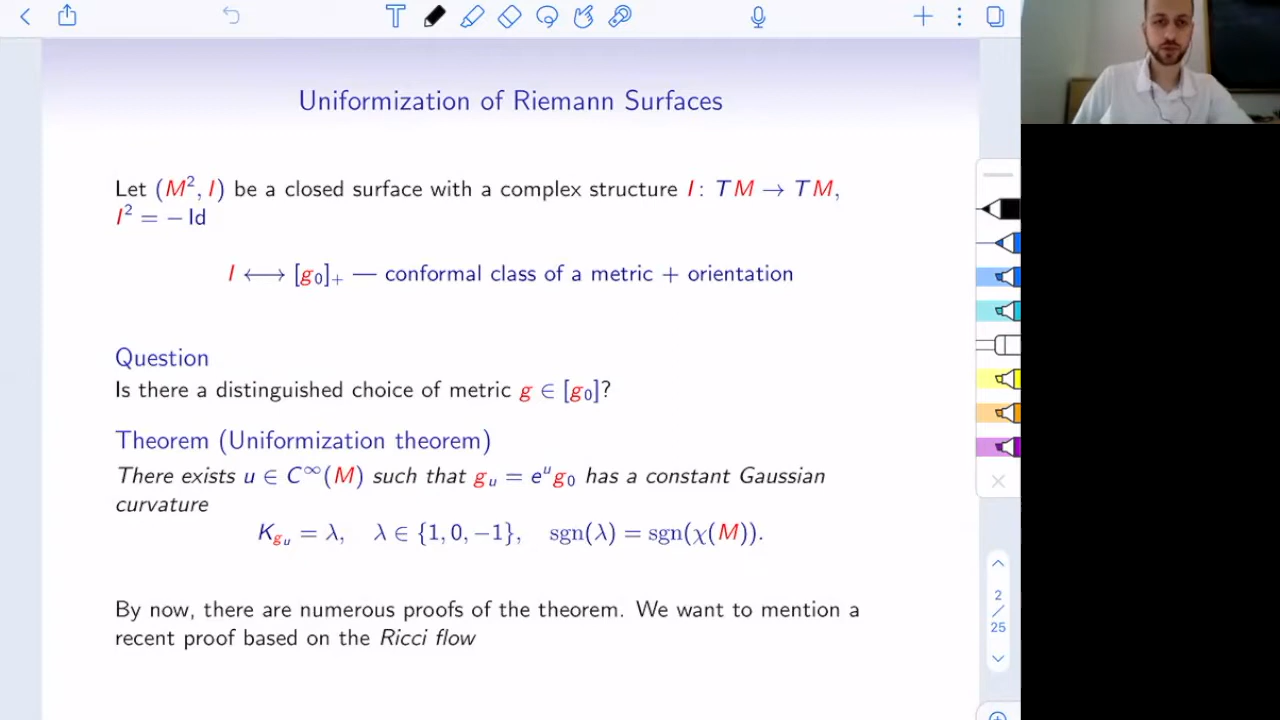 Uniformization of Riemann Surfaces
Let (M², I) be a closed surface with a complex structure I: TM → TM,
I² = − Id
I ⟷ [g₀]₊ — conformal class of a metric + orientation
Question
Is there a distinguished choice of metric g ∈ [g₀]?
Theorem (Uniformization theorem)
There exists u ∈ C^∞(M) such that g_u = e^u g₀ has a constant Gaussian
curvature
K_{g_u} = λ, λ ∈ {1, 0, −1}, sgn(λ) = sgn(χ(M)).
By now, there are numerous proofs of the theorem. We want to mention a
recent proof based on the Ricci flow
2
/
25